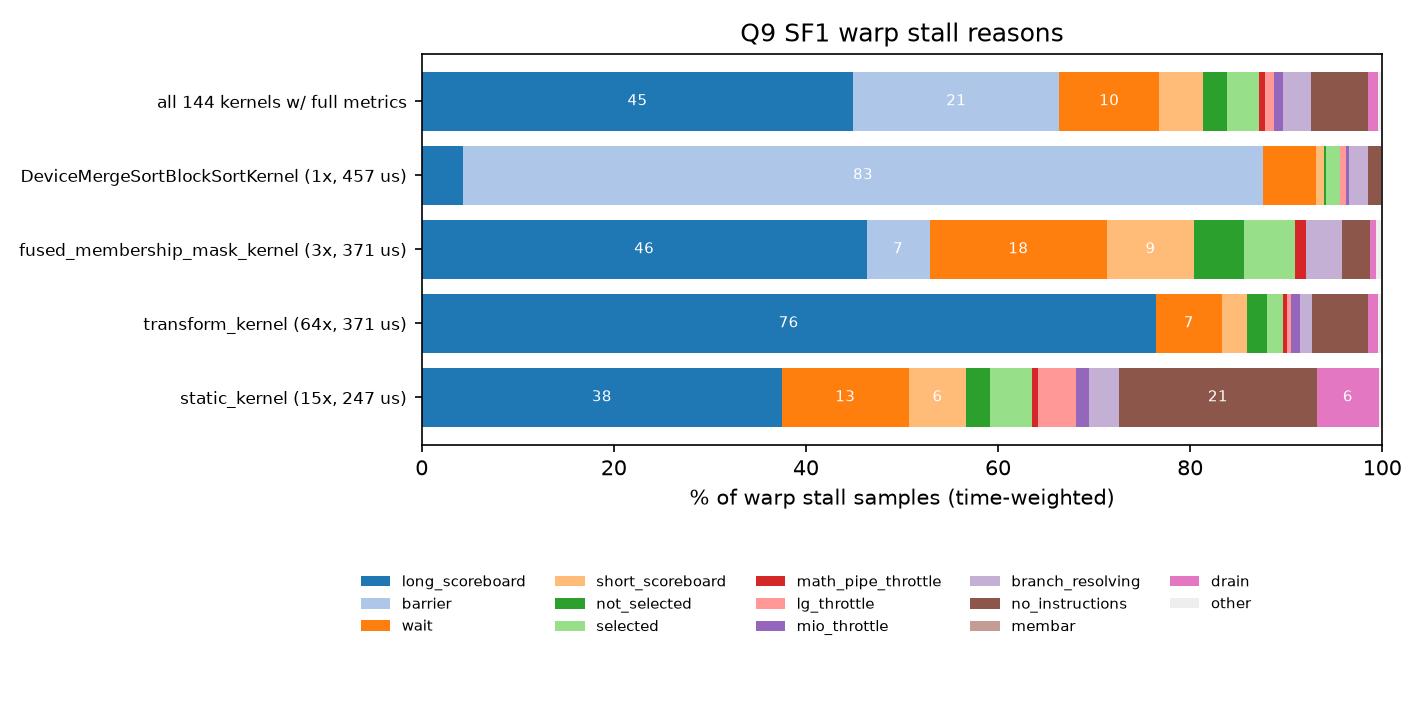 Q9 SF1 warp stall reasons
all 144 kernels w/ full metrics
45 21 10
DeviceMergeSortBlockSortKernel (1x, 457 us)
83
fused_membership_mask_kernel (3x, 371 us)
46 7 18 9
transform_kernel (64x, 371 us)
76 7
static_kernel (15x, 247 us)
38 13 6 21 6
0 20 40 60 80 100
% of warp stall samples (time-weighted)
long_scoreboard short_scoreboard math_pipe_throttle branch_resolving drain
barrier not_selected lg_throttle no_instructions other
wait selected mio_throttle membar